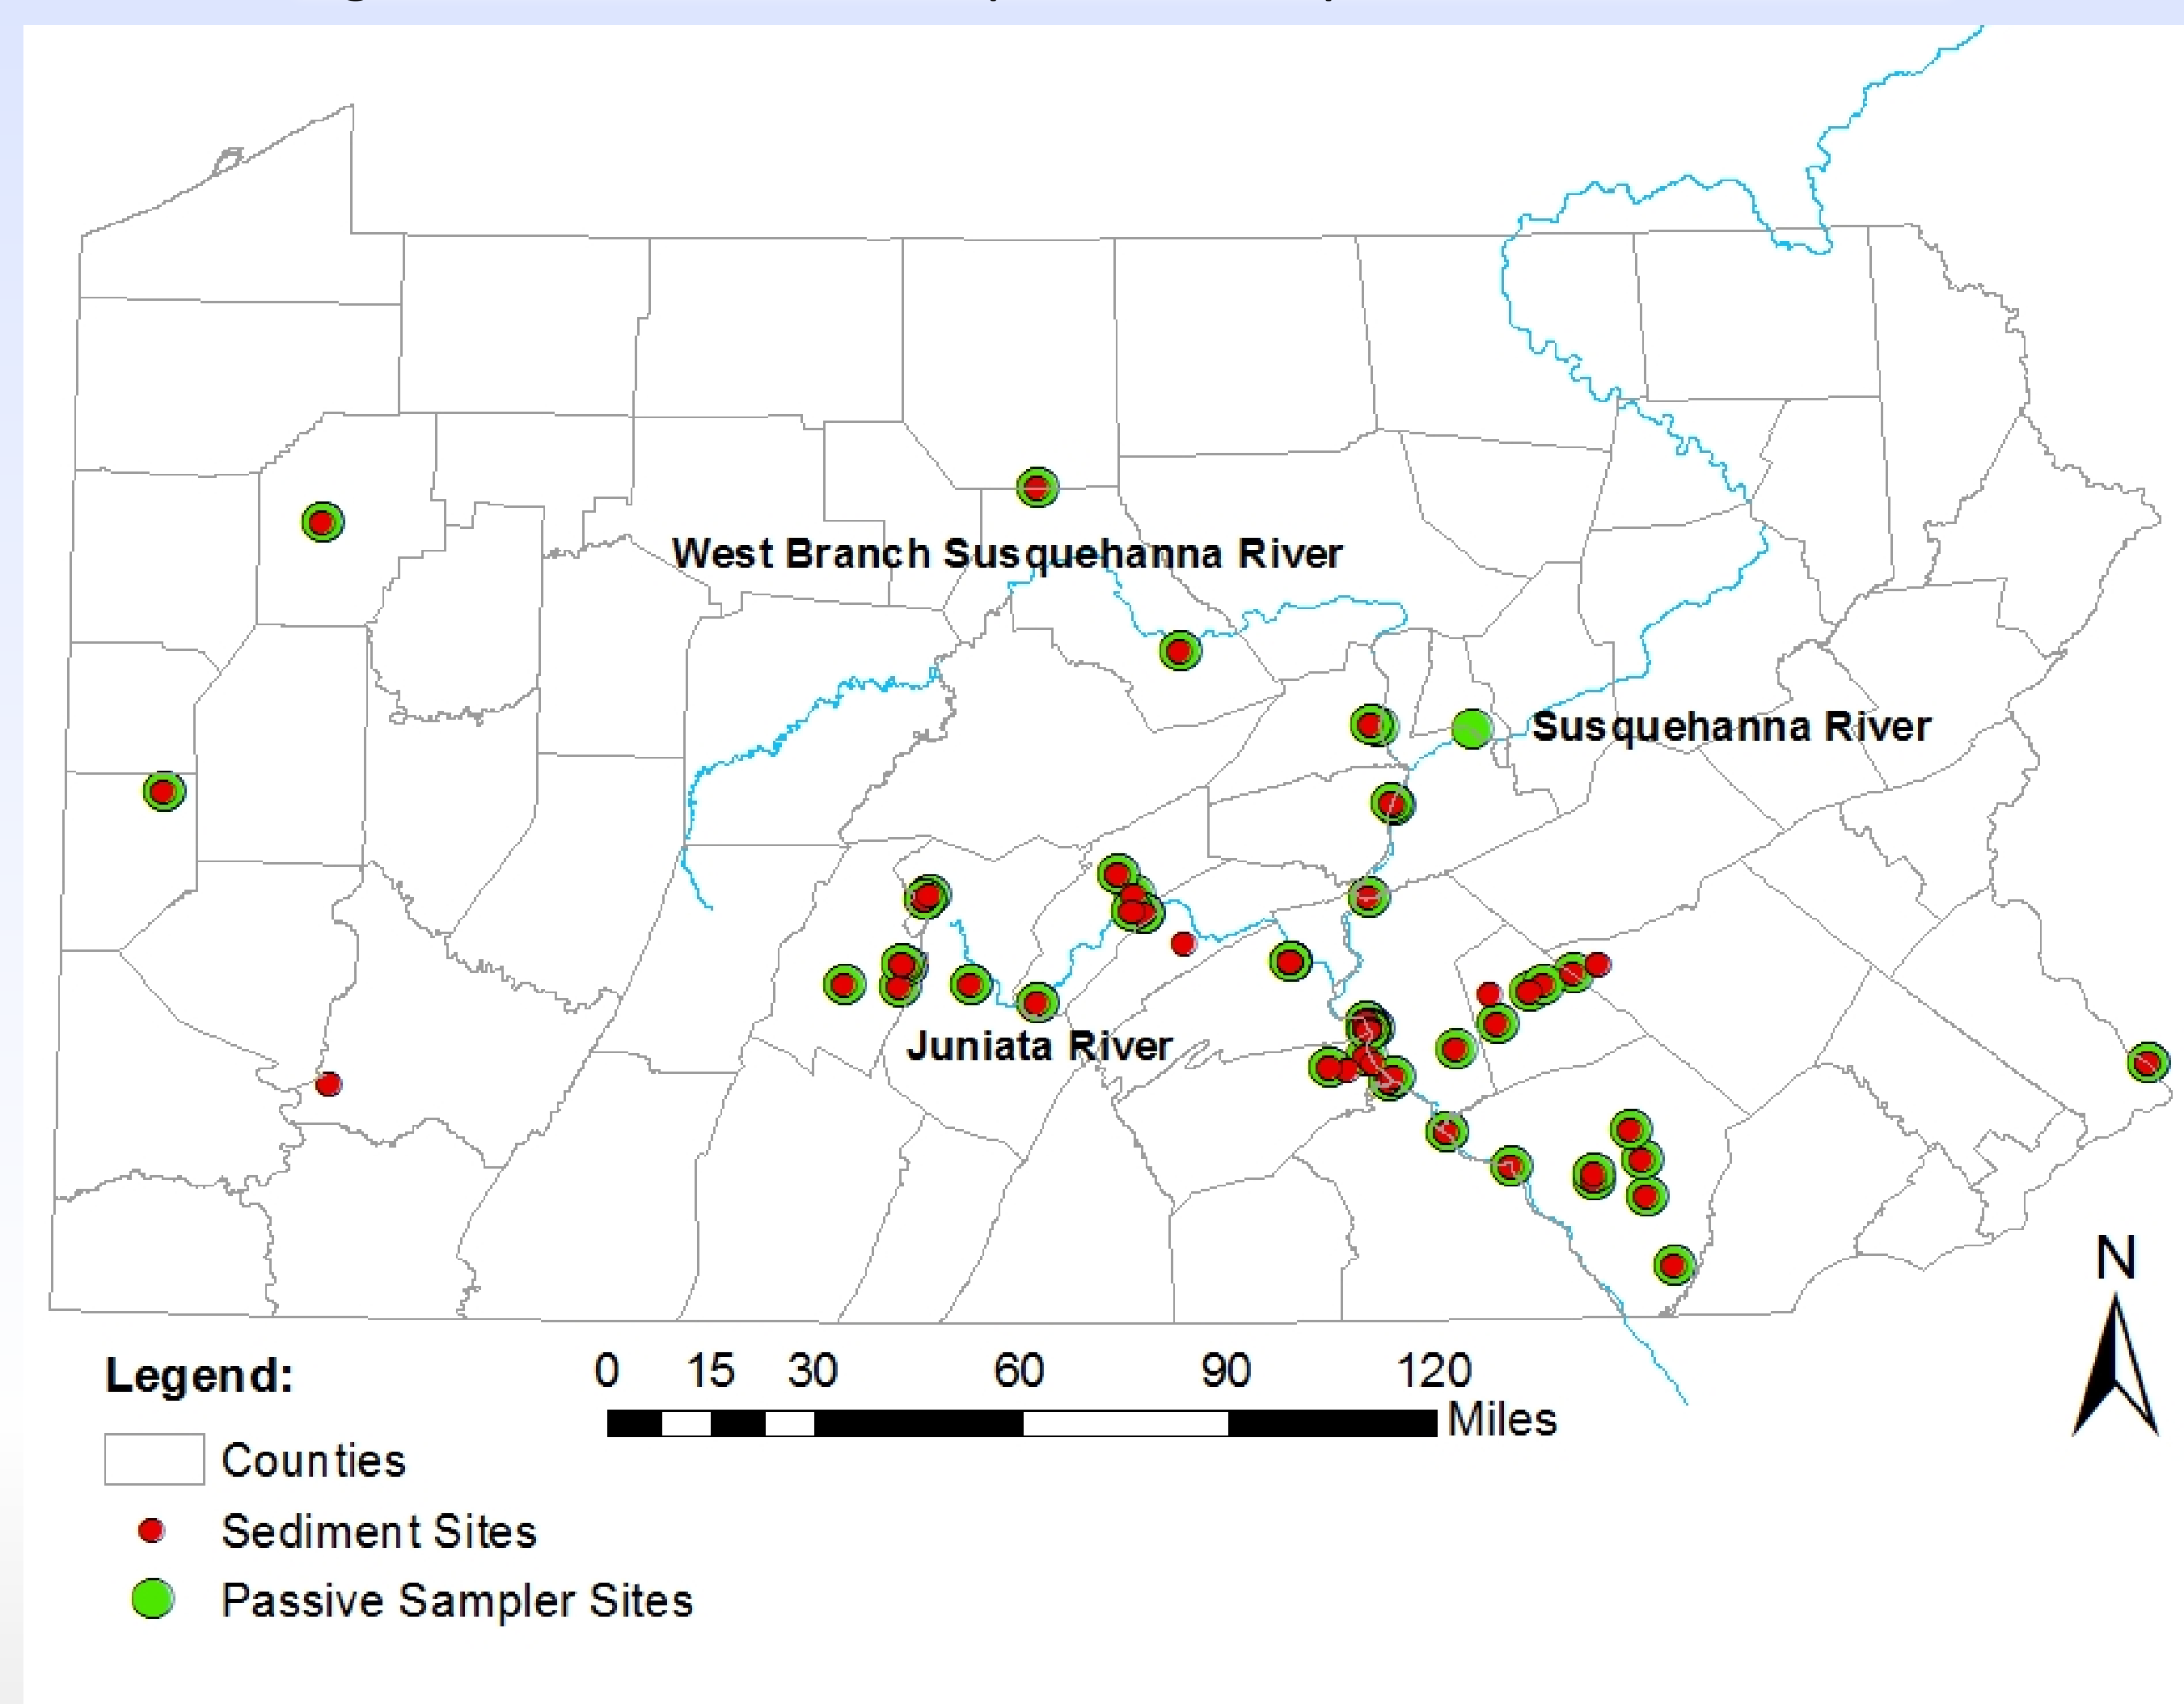 West Branch Susquehanna River
Susquehanna River
Juniata River
N
Legend:
0 15 30 60 90 120
Miles
Counties
Sediment Sites
Passive Sampler Sites